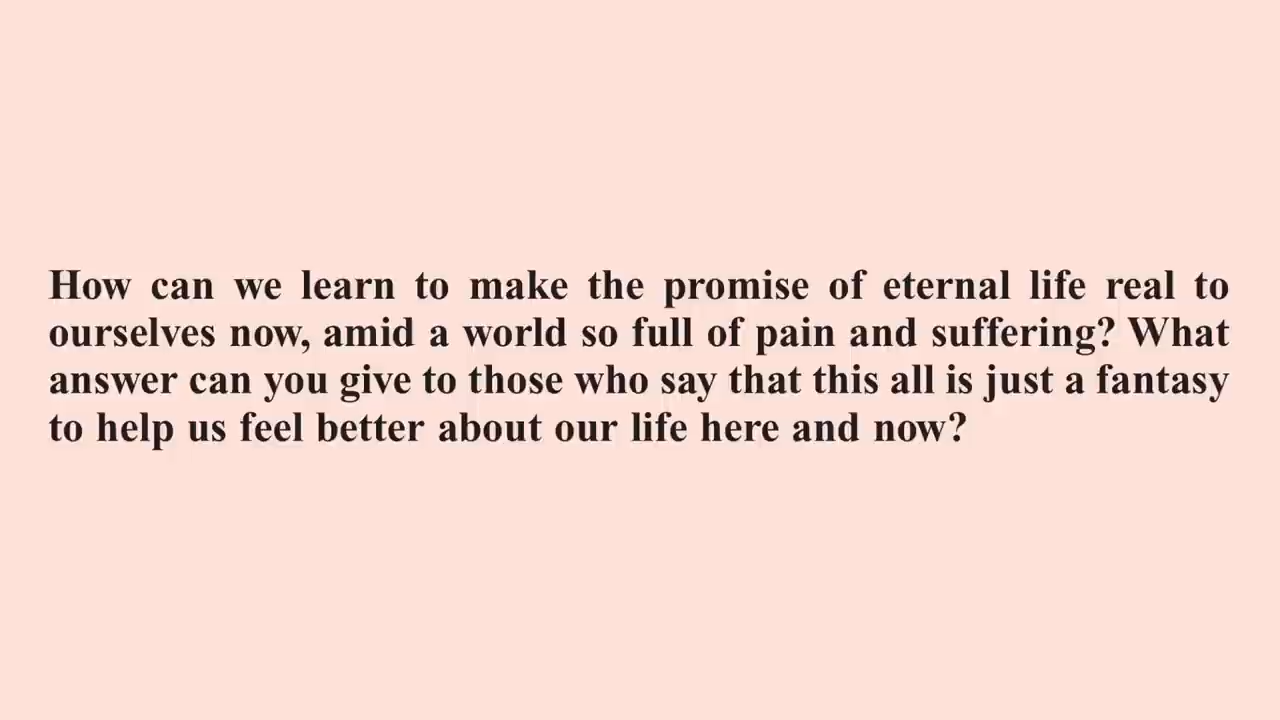 How can we learn to make the promise of eternal life real to
ourselves now, amid a world so full of pain and suffering? What
answer can you give to those who say that this all is just a fantasy
to help us feel better about our life here and now?